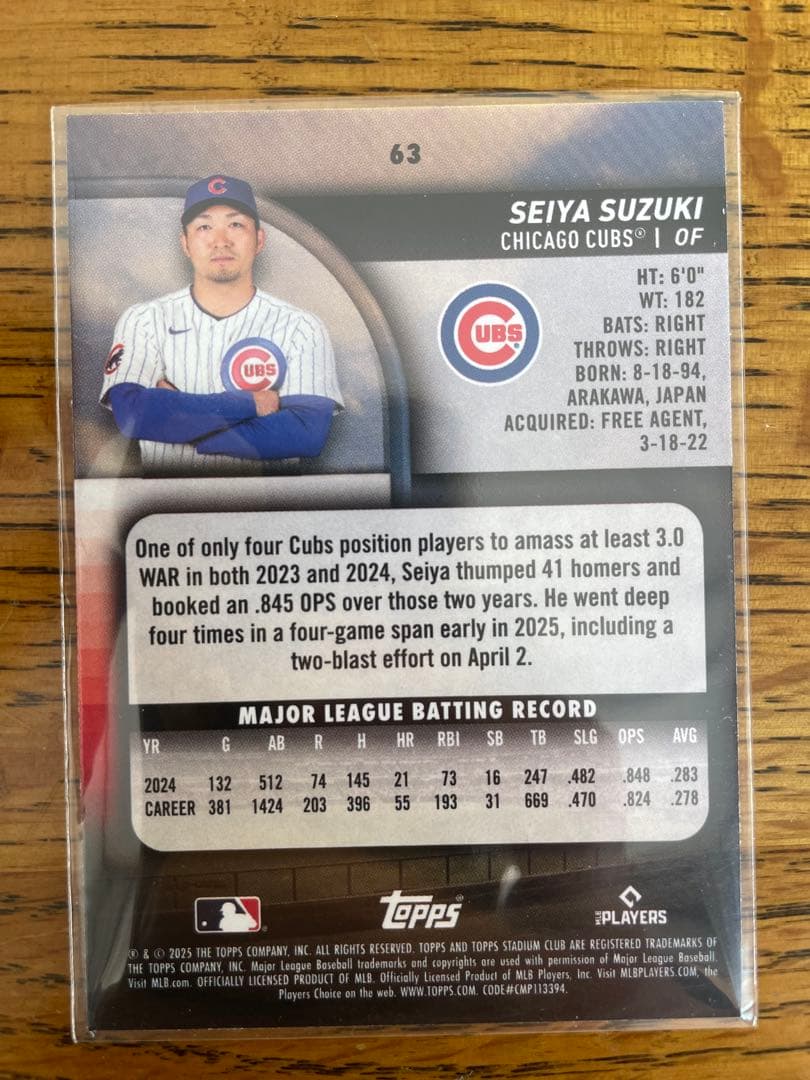 63
SEIYA SUZUKI
CHICAGO CUBS® | OF
C
UBS
C
UBS
HT: 6'0"
WT: 182
BATS: RIGHT
THROWS: RIGHT
BORN: 8-18-94,
ARAKAWA, JAPAN
ACQUIRED: FREE AGENT,
3-18-22
One of only four Cubs position players to amass at least 3.0
WAR in both 2023 and 2024, Seiya thumped 41 homers and
booked an .845 OPS over those two years. He went deep
four times in a four-game span early in 2025, including a
two-blast effort on April 2.
MAJOR LEAGUE BATTING RECORD
YR G AB R H HR RBI SB TB SLG OPS AVG
2024 132 512 74 145 21 73 16 247 .482 .848 .283
CAREER 381 1424 203 396 55 193 31 669 .470 .824 .278
Topps®
MLB PLAYERS
® & © 2025 THE TOPPS COMPANY, INC. ALL RIGHTS RESERVED. TOPPS AND TOPPS STADIUM CLUB ARE REGISTERED TRADEMARKS OF
THE TOPPS COMPANY, INC. Major League Baseball trademarks and copyrights are used with permission of Major League Baseball.
Visit MLB.com. OFFICIALLY LICENSED PRODUCT OF MLB. Officially Licensed Product of MLB Players, Inc. Visit MLBPLAYERS.COM, the
Players Choice on the web. WWW.TOPPS.COM. CODE#CMP113394.